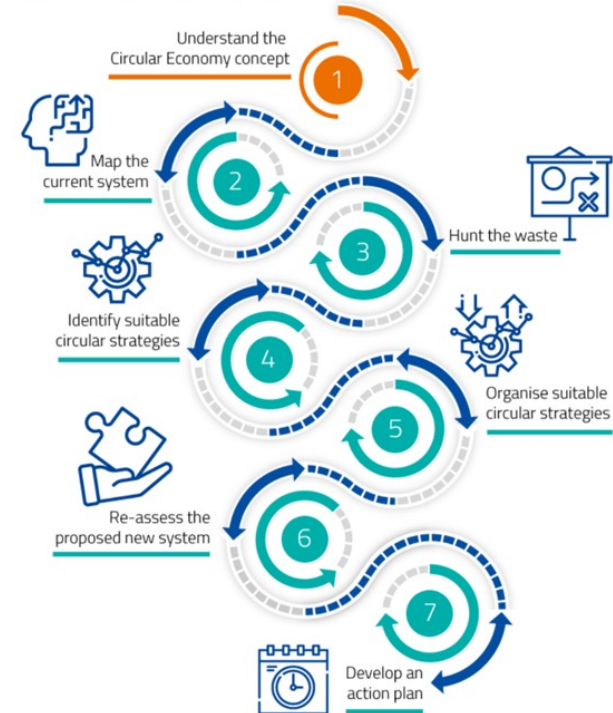 Understand the
Circular Economy concept
1
Map the
current system
2
3
Hunt the waste
Identify suitable
circular strategies
4
5
Organise suitable
circular strategies
Re-assess the
proposed new system
6
7
Develop an
action plan